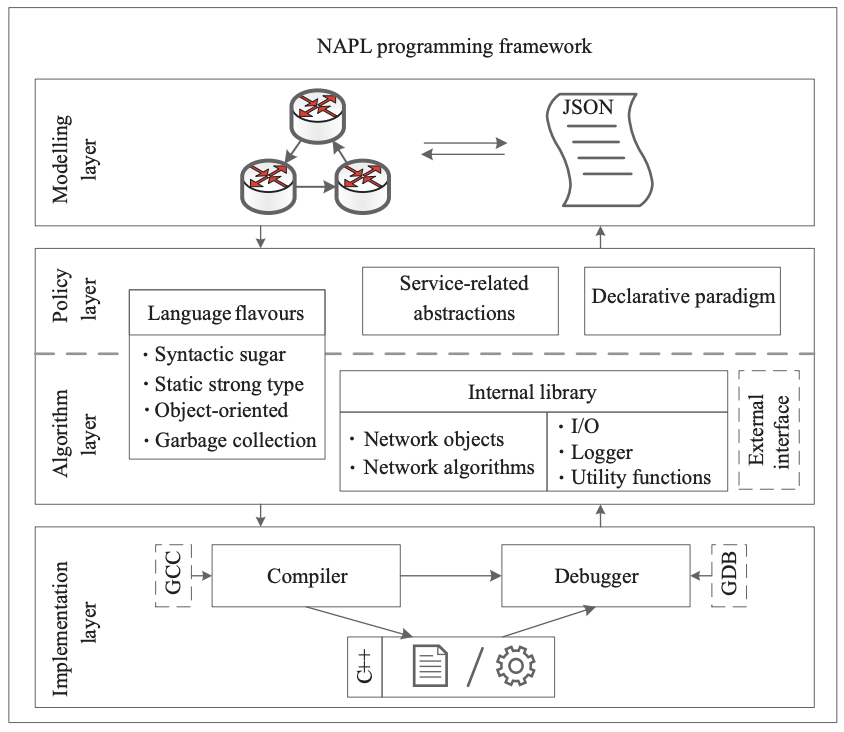 NAPL programming framework
Modelling
layer
JSON
Policy
layer
Language flavours
· Syntactic sugar
· Static strong type
· Object-oriented
· Garbage collection
Service-related
abstractions
Declarative paradigm
Algorithm
layer
Internal library
· Network objects
· Network algorithms
· I/O
· Logger
· Utility functions
External
interface
Implementation
layer
GCC
Compiler
Debugger
GDB
C++
/